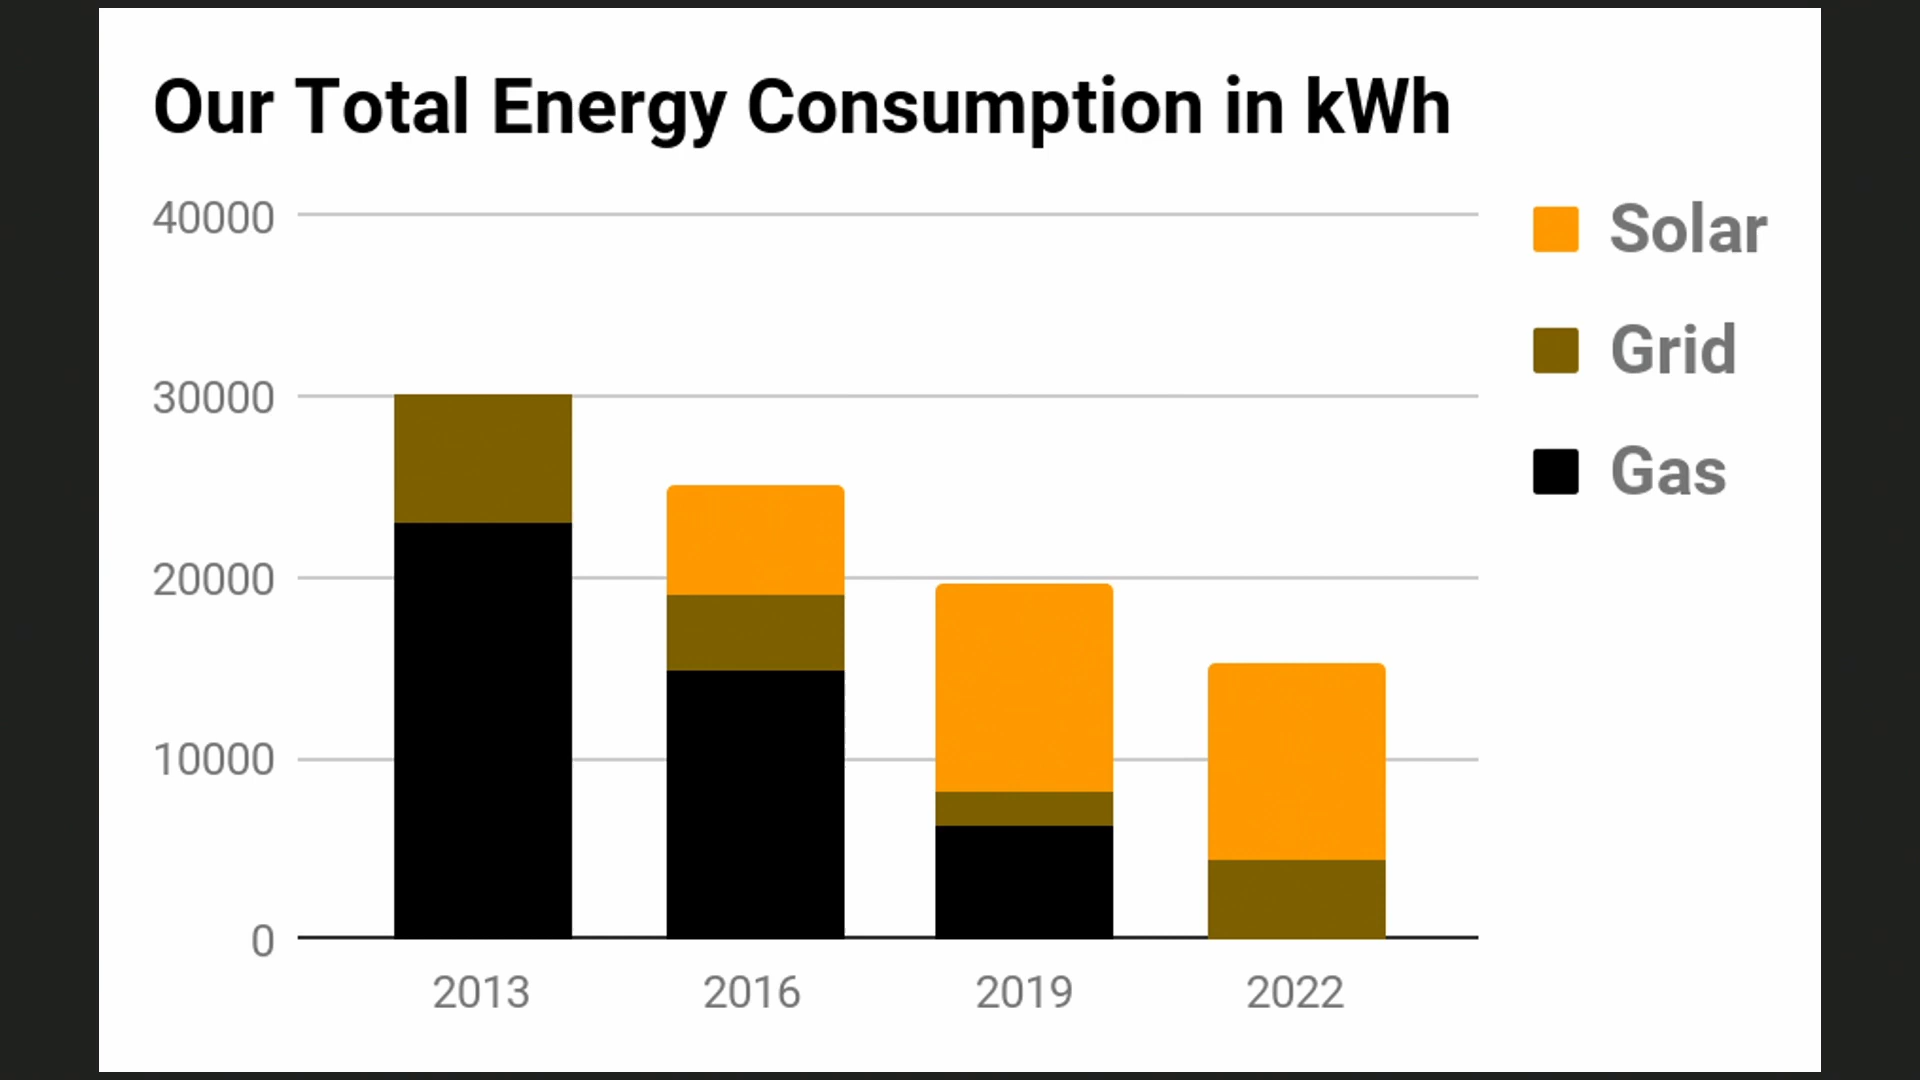 Our Total Energy Consumption in kWh
40000
30000
20000
10000
0
2013 2016 2019 2022
Solar
Grid
Gas